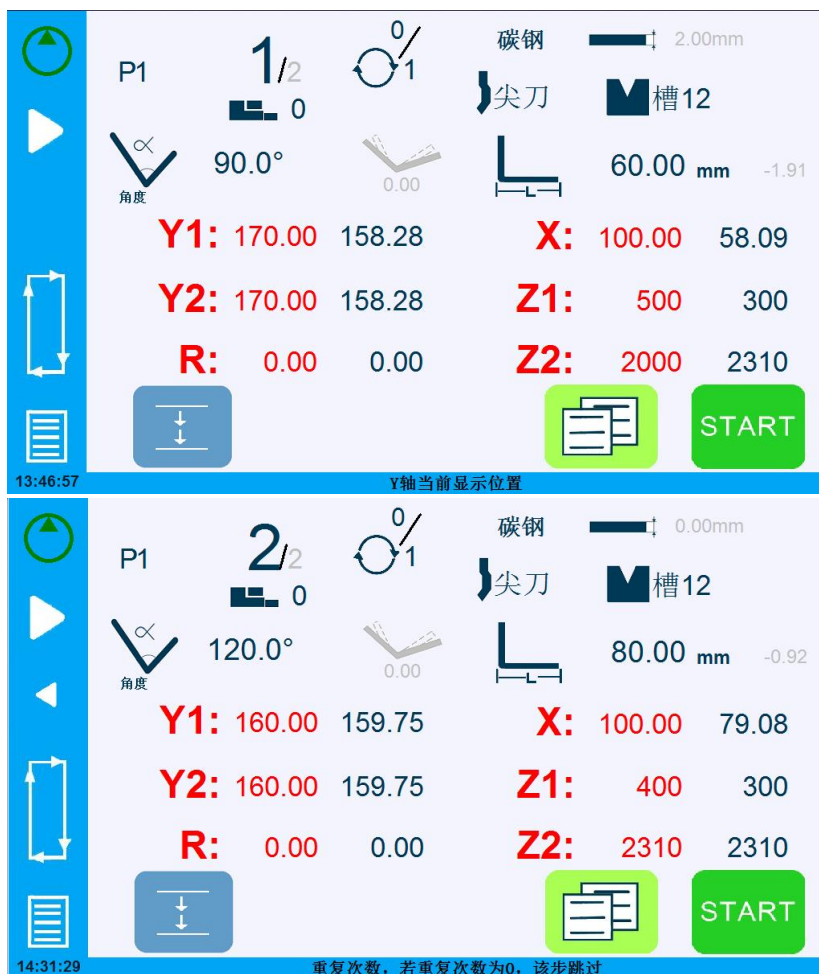 P1 1/2 0/1 碳钢 2.00mm
0 尖刀 槽12
α 角度 90.0° 0.00 L 60.00 mm -1.91
Y1: 170.00 158.28 X: 100.00 58.09
Y2: 170.00 158.28 Z1: 500 300
R: 0.00 0.00 Z2: 2000 2310
START
13:46:57 Y轴当前显示位置
P1 2/2 0/1 碳钢 0.00mm
0 尖刀 槽12
α 角度 120.0° 0.00 L 80.00 mm -0.92
Y1: 160.00 159.75 X: 100.00 79.08
Y2: 160.00 159.75 Z1: 400 300
R: 0.00 0.00 Z2: 2310 2310
START
14:31:29 重复次数，若重复次数为0，该步跳过